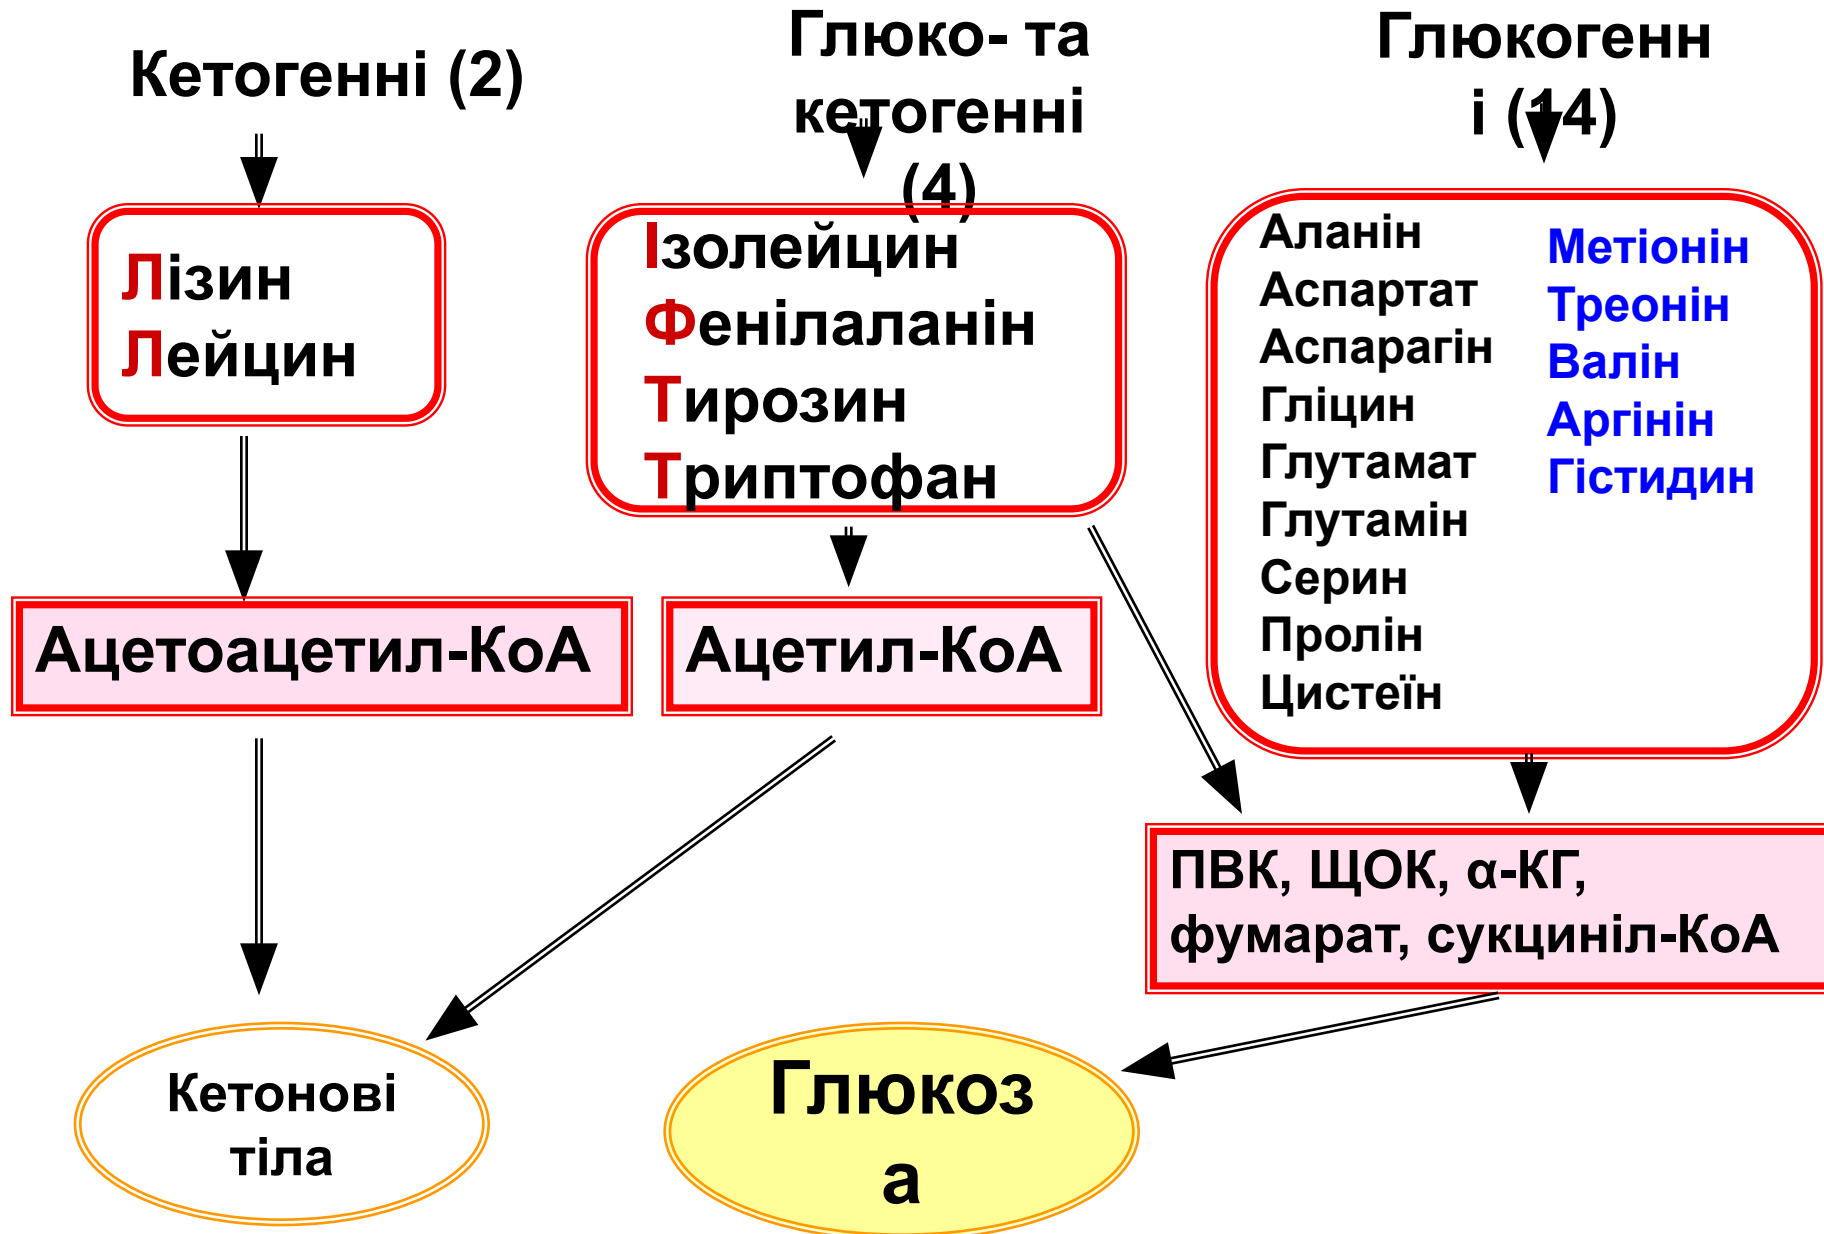 Кетогенні (2)
Глюко- та
кетогенні
(4)
Глюкогенн
і (14)
Лізин
Лейцин
Ізолейцин
Фенілаланін
Тирозин
Триптофан
Аланін
Аспартат
Аспарагін
Гліцин
Глутамат
Глутамін
Серин
Пролін
Цистеїн
Метіонін
Треонін
Валін
Аргінін
Гістидин
Ацетоацетил-КоА
Ацетил-КоА
ПВК, ЩОК, α-КГ,
фумарат, сукциніл-КоА
Кетонові
тіла
Глюкоз
а